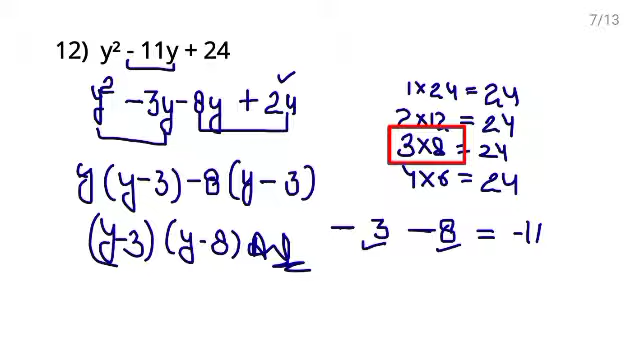 7/13
12) y² - 11y + 24
y² - 3y - 8y + 24
y (y - 3) - 8 (y - 3)
(y - 3) (y - 8) Ans
1 x 24 = 24
2 x 12 = 24
3 x 8 = 24
4 x 6 = 24
- 3 - 8 = -11